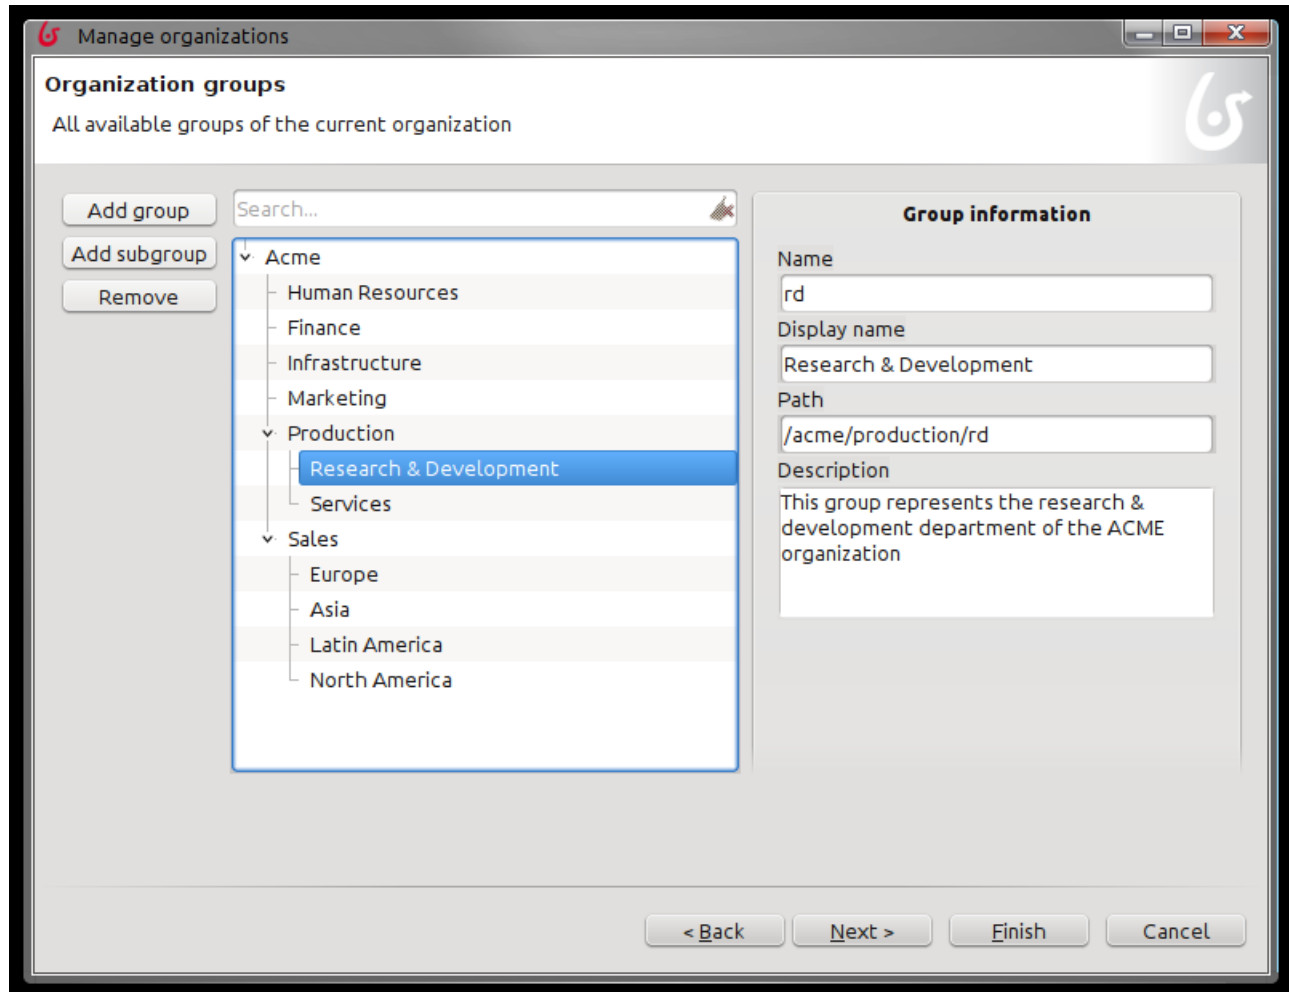 Manage organizations
Organization groups
All available groups of the current organization
Add group
Add subgroup
Remove
Search...
Acme
Human Resources
Finance
Infrastructure
Marketing
Production
Research & Development
Services
Sales
Europe
Asia
Latin America
North America
Group information
Name
rd
Display name
Research & Development
Path
/acme/production/rd
Description
This group represents the research &
development department of the ACME
organization
< Back
Next >
Finish
Cancel